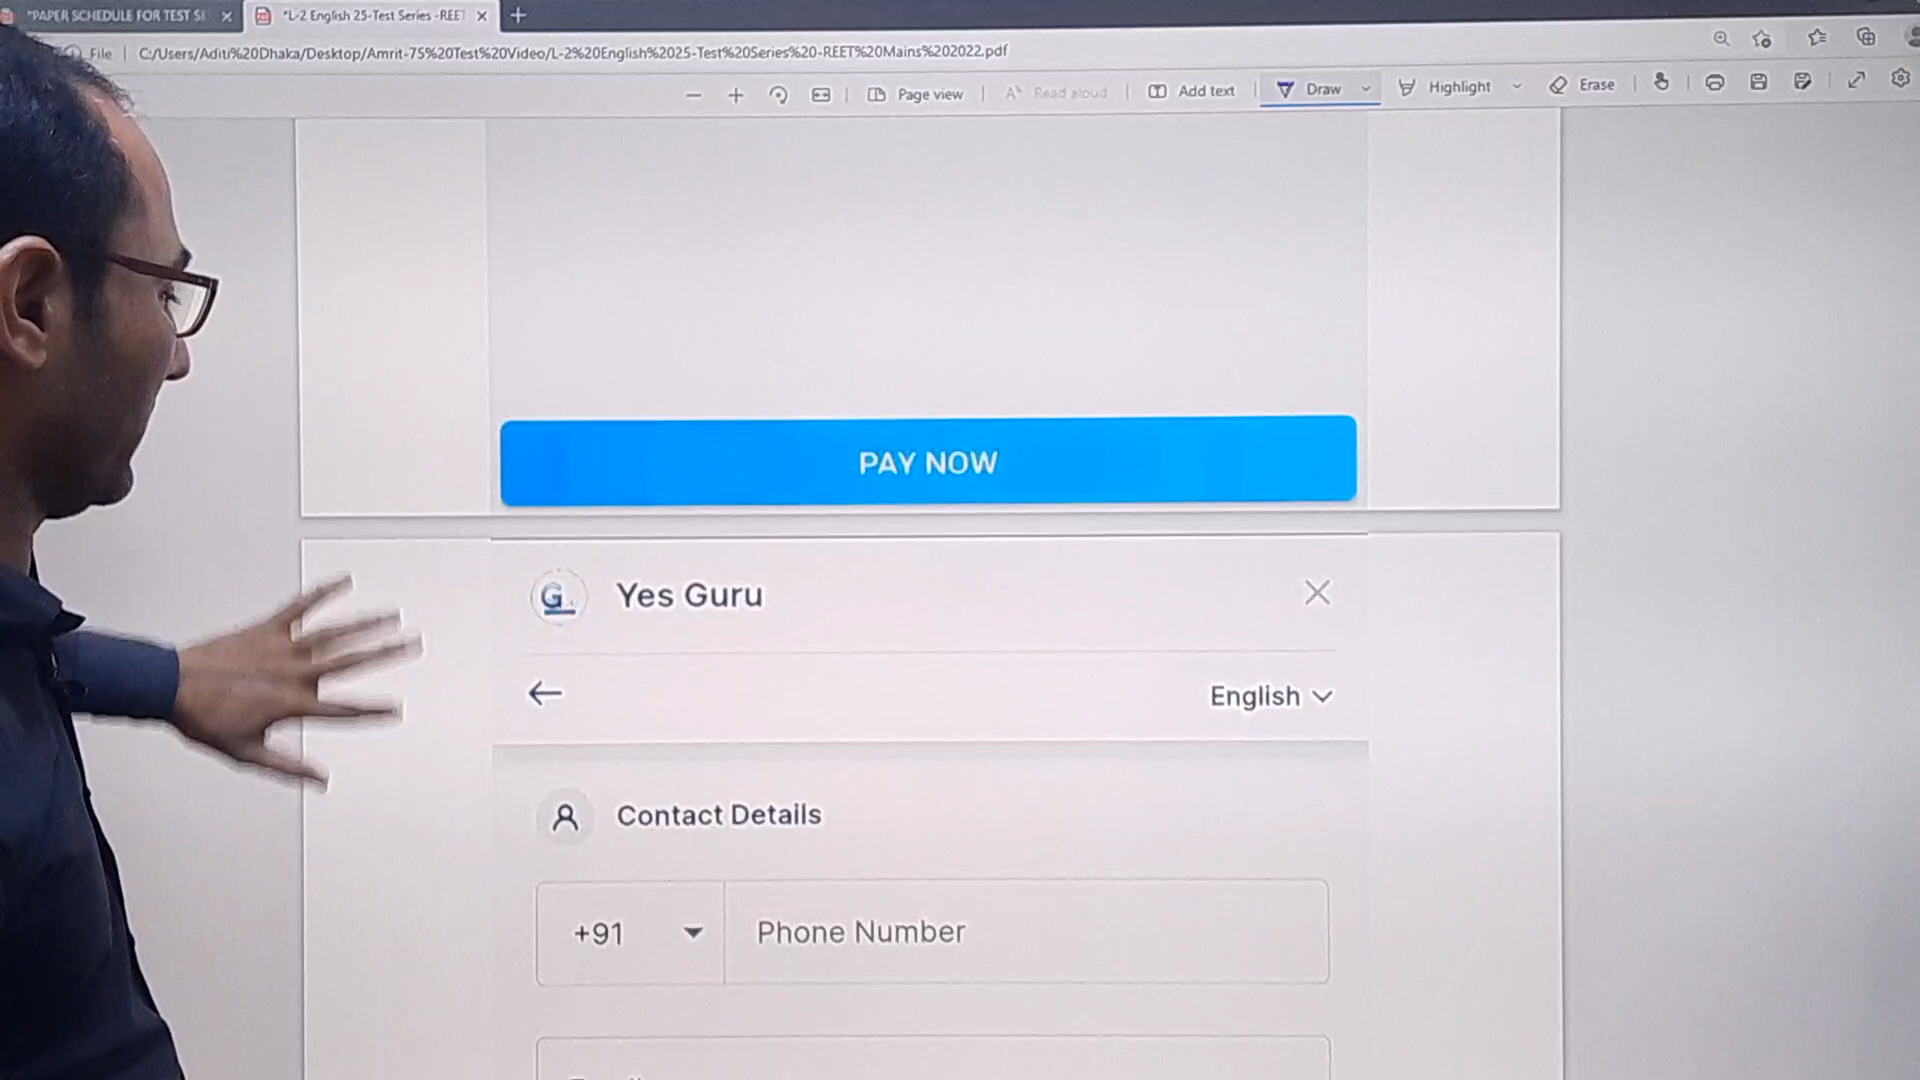 *PAPER SCHEDULE FOR TEST SE
*L-2 English 25-Test Series -REET
File | C:/Users/Aditi%20Dhaka/Desktop/Amrit-75%20Test%20Video/L-2%20English%2025-Test%20Series%20-REET%20Mains%202022.pdf
Page view
Read aloud
Add text
Draw
Highlight
Erase
PAY NOW
G
Yes Guru
English
Contact Details
+91
Phone Number